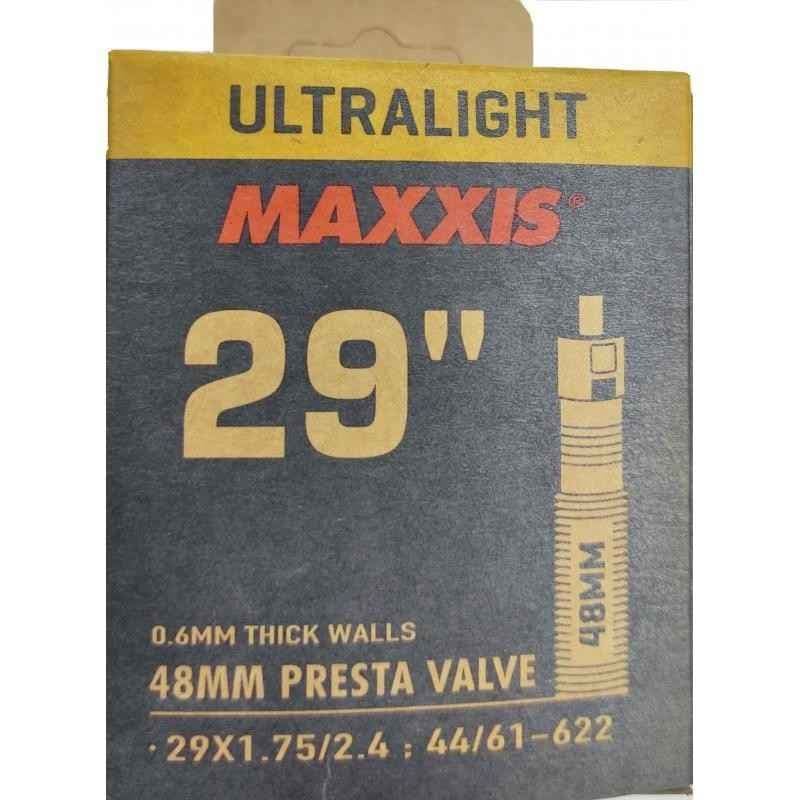 ULTRALIGHT
MAXXIS®
29"
48MM
0.6MM THICK WALLS
48MM PRESTA VALVE
· 29X1.75/2.4 ; 44/61-622